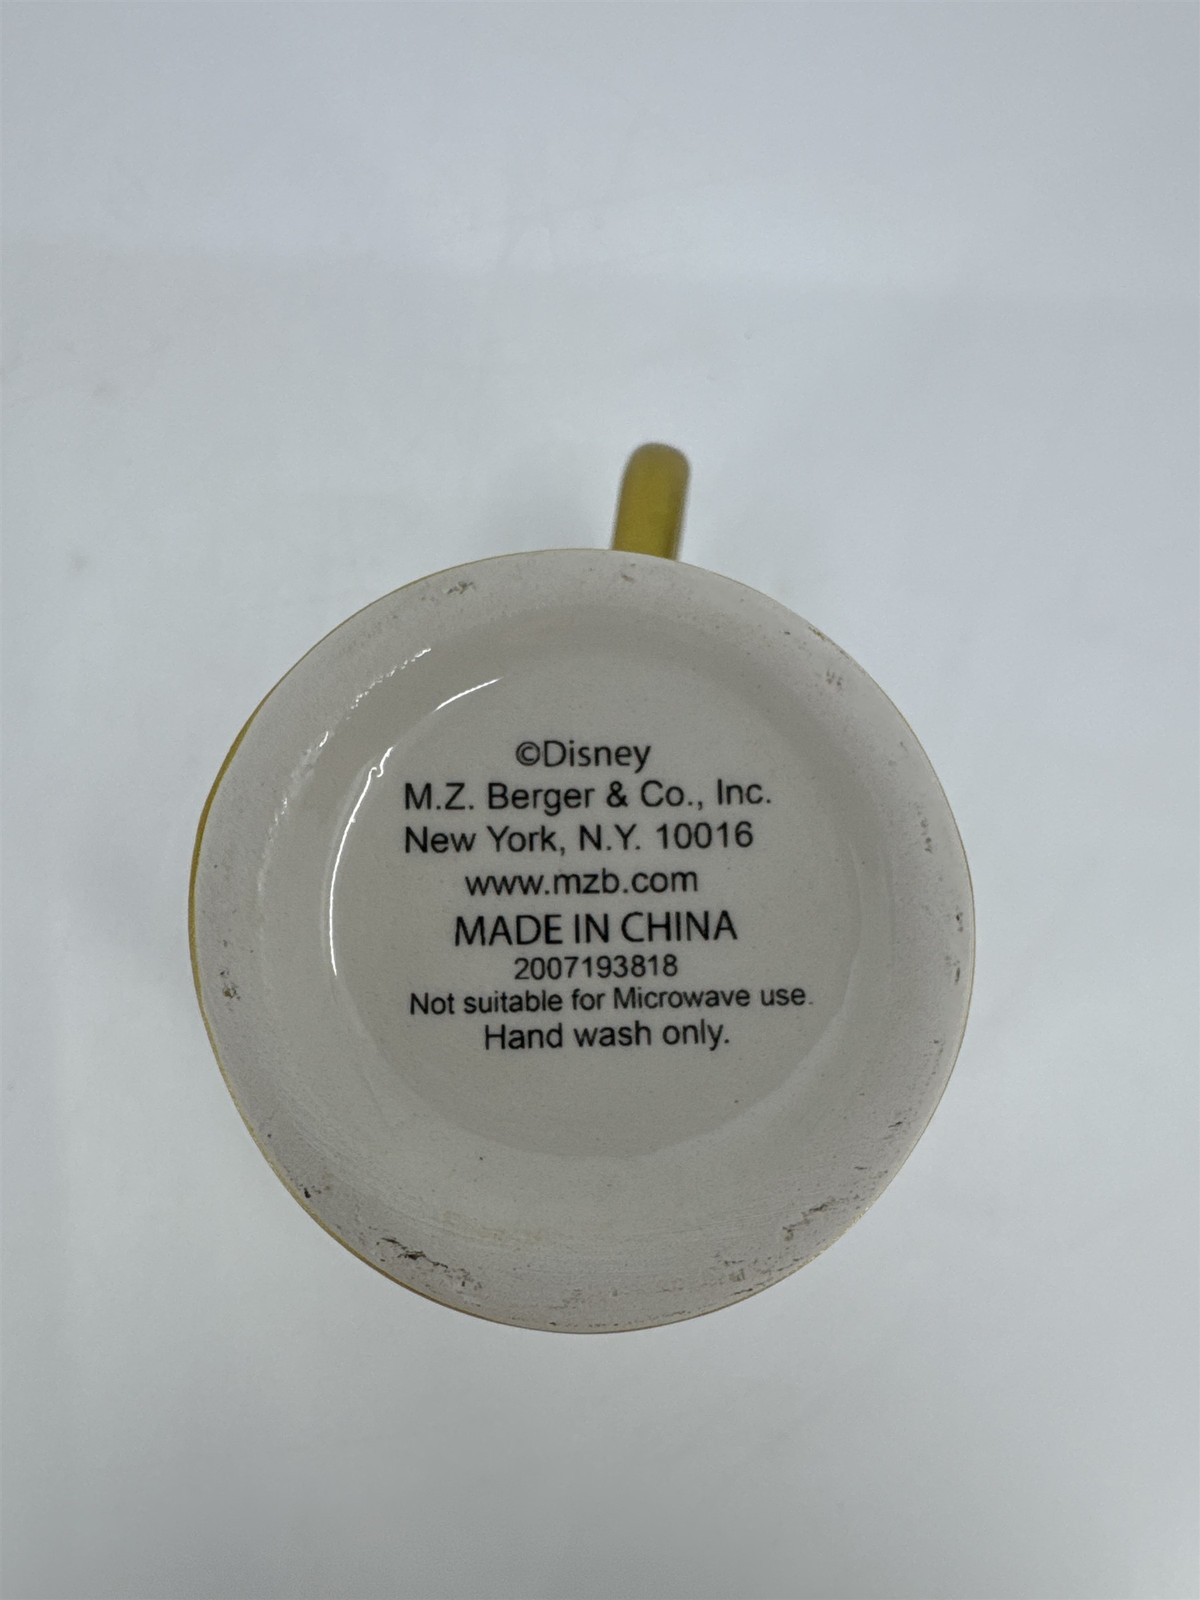 ©Disney
M.Z. Berger & Co., Inc.
New York, N.Y. 10016
www.mzb.com
MADE IN CHINA
2007193818
Not suitable for Microwave use.
Hand wash only.